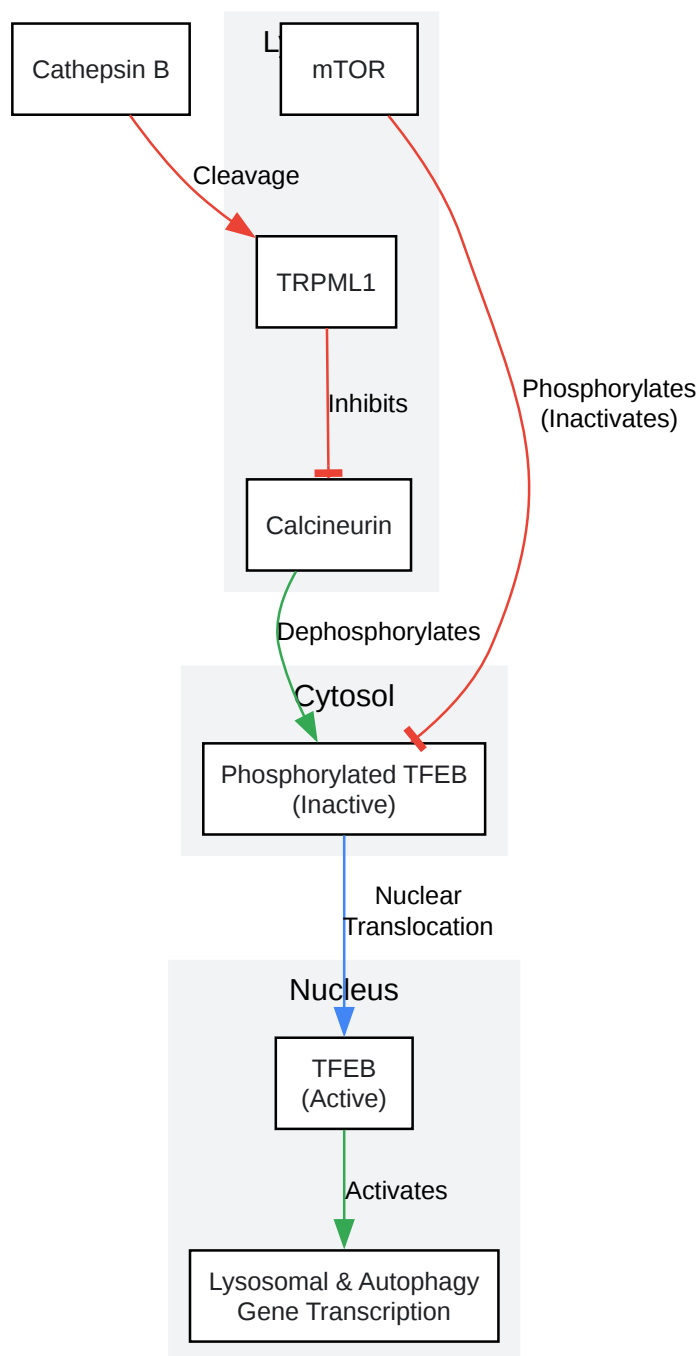 Cathepsin B
mTOR
Cleavage
TRPML1
Inhibits
Phosphorylates
(Inactivates)
Calcineurin
Dephosphorylates
Cytosol
Phosphorylated TFEB
(Inactive)
Nuclear
Translocation
Nucleus
TFEB
(Active)
Activates
Lysosomal & Autophagy
Gene Transcription